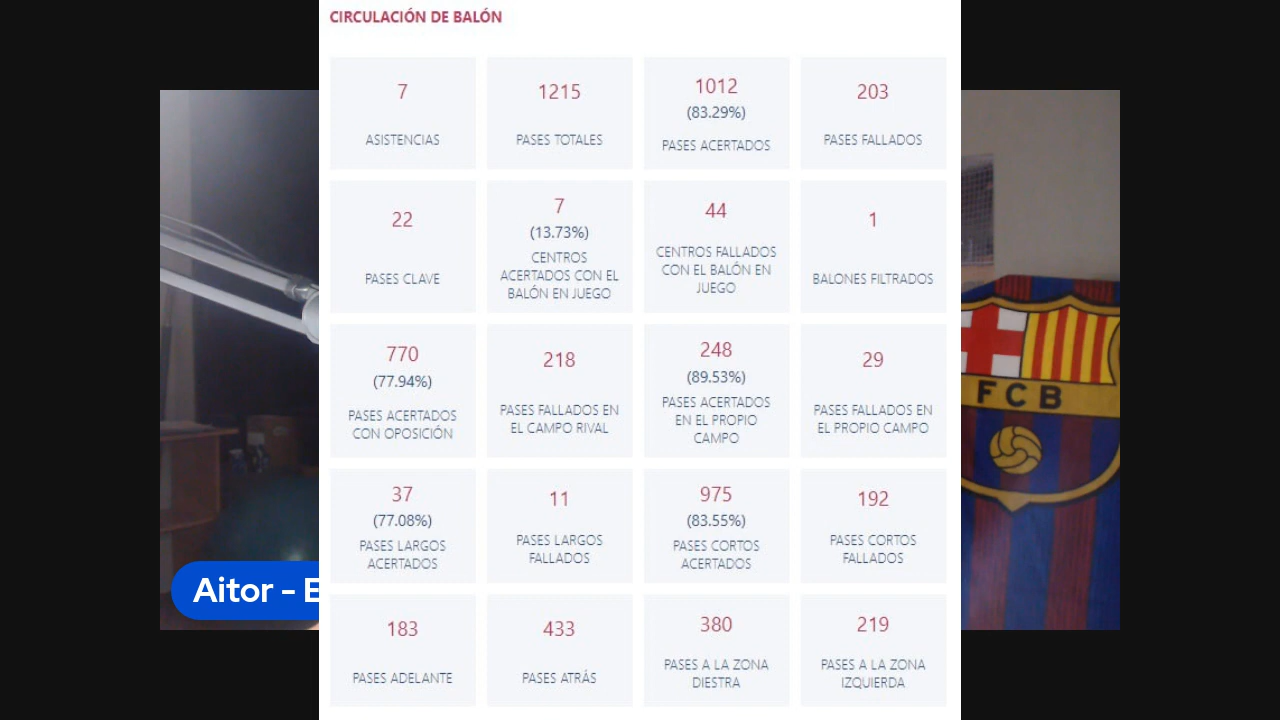 CIRCULACIÓN DE BALÓN
7
ASISTENCIAS
1215
PASES TOTALES
1012
(83.29%)
PASES ACERTADOS
203
PASES FALLADOS
22
PASES CLAVE
7
(13.73%)
CENTROS
ACERTADOS CON EL
BALÓN EN JUEGO
44
CENTROS FALLADOS
CON EL BALÓN EN
JUEGO
1
BALONES FILTRADOS
770
(77.94%)
PASES ACERTADOS
CON OPOSICIÓN
218
PASES FALLADOS EN
EL CAMPO RIVAL
248
(89.53%)
PASES ACERTADOS
EN EL PROPIO
CAMPO
29
PASES FALLADOS EN
EL PROPIO CAMPO
37
(77.08%)
PASES LARGOS
ACERTADOS
11
PASES LARGOS
FALLADOS
975
(83.55%)
PASES CORTOS
ACERTADOS
192
PASES CORTOS
FALLADOS
183
PASES ADELANTE
433
PASES ATRÁS
380
PASES A LA ZONA
DIESTRA
219
PASES A LA ZONA
IZQUIERDA
Aitor - E
FCB